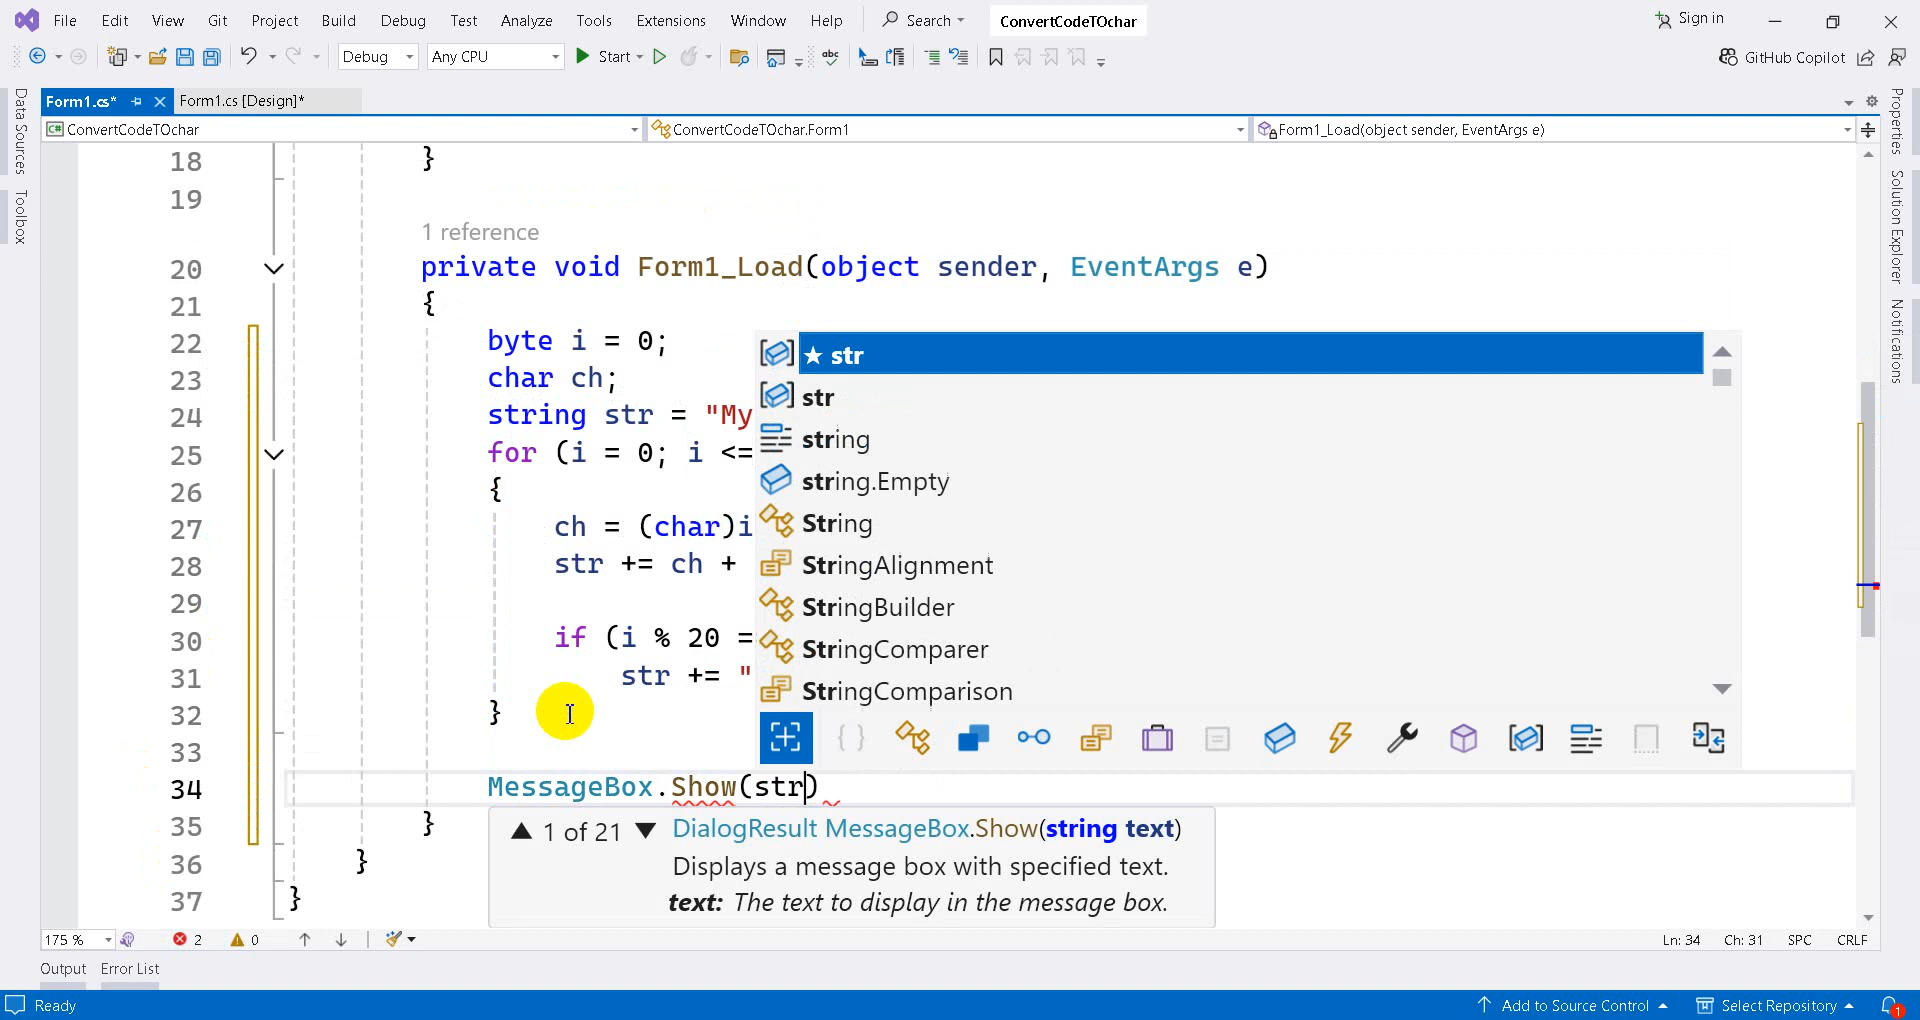 File Edit View Git Project Build Debug Test Analyze Tools Extensions Window Help Search ConvertCodeTOchar Sign in
Debug Any CPU Start abc GitHub Copilot
Form1.cs* Form1.cs [Design]*
C# ConvertCodeTOchar ConvertCodeTOchar.Form1 Form1_Load(object sender, EventArgs e)
Data Sources
Toolbox
Properties
Solution Explorer
Notifications
18 }
19
1 reference
20 private void Form1_Load(object sender, EventArgs e)
21 {
22 byte i = 0;
23 char ch;
24 string str = "My
25 for (i = 0; i <=
26 {
27 ch = (char)i
28 str += ch +
29
30 if (i % 20 =
31 str += "
32 }
33
34 MessageBox.Show(str)
35 }
36 }
37 }
★ str
str
string
string.Empty
String
StringAlignment
StringBuilder
StringComparer
StringComparison
▲ 1 of 21 ▼ DialogResult MessageBox.Show(string text)
Displays a message box with specified text.
text: The text to display in the message box.
175 % 2 0 Ln: 34 Ch: 31 SPC CRLF
Output Error List
Ready Add to Source Control Select Repository 1